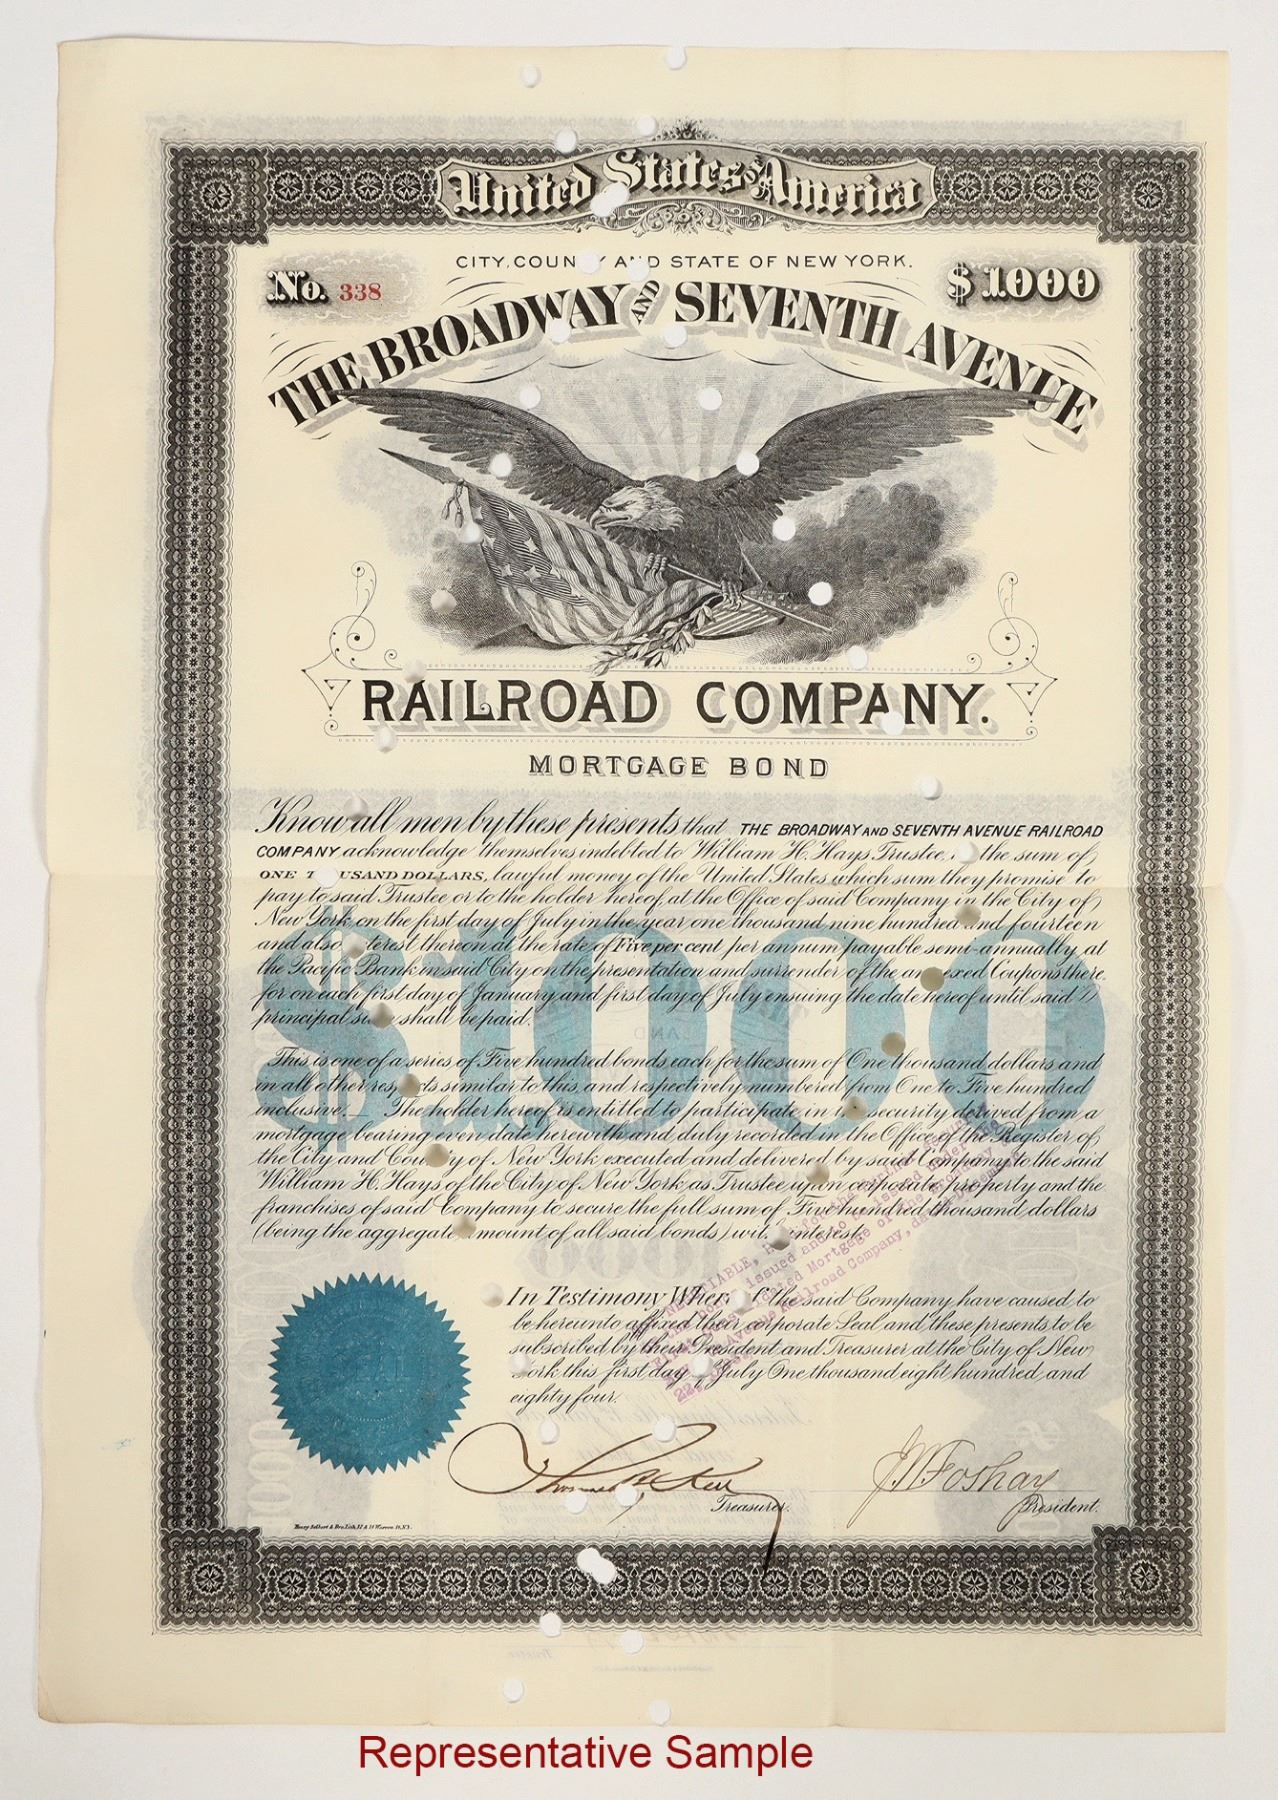 United States of America
CITY, COUNTY AND STATE OF NEW YORK.
No. 338
$1000
THE BROADWAY AND SEVENTH AVENUE
RAILROAD COMPANY.
MORTGAGE BOND
Know all men by these presents that THE BROADWAY AND SEVENTH AVENUE RAILROAD
COMPANY acknowledge themselves indebted to William H. Hays Trustee, in the sum of
ONE THOUSAND DOLLARS, lawful money of the United States which sum they promise to
pay to said Trustee or to the holder hereof, at the Office of said Company in the City of
New York on the first day of July in the year one thousand nine hundred and fourteen
and also interest thereon at the rate of Five per cent per annum payable semi-annually at
the Pacific Bank in said City on the presentation and surrender of the annexed Coupons there
for on each first day of January and first day of July ensuing the date hereof until said
principal sum shall be paid.
$1000
This is one of a series of Five hundred bonds each for the sum of One thousand dollars and
in all other respects similar to this, and respectively numbered from One to Five hundred
inclusive. The holder hereof is entitled to participate in the security derived from a
mortgage bearing even date herewith and duly recorded in the Office of the Register of
the City and County of New York executed and delivered by said Company to the said
William H. Hays of the City of New York as Trustee upon corporate property and the
franchises of said Company to secure the full sum of Five hundred thousand dollars
(being the aggregate amount of all said bonds) with interest.
In Testimony Whereof the said Company have caused to
be hereunto affixed their corporate Seal and these presents to be
subscribed by their President and Treasurer at the City of New
York this first day of July One thousand eight hundred and
eighty four.
J.W. Foshay
Treasurer.
President.
Representative Sample